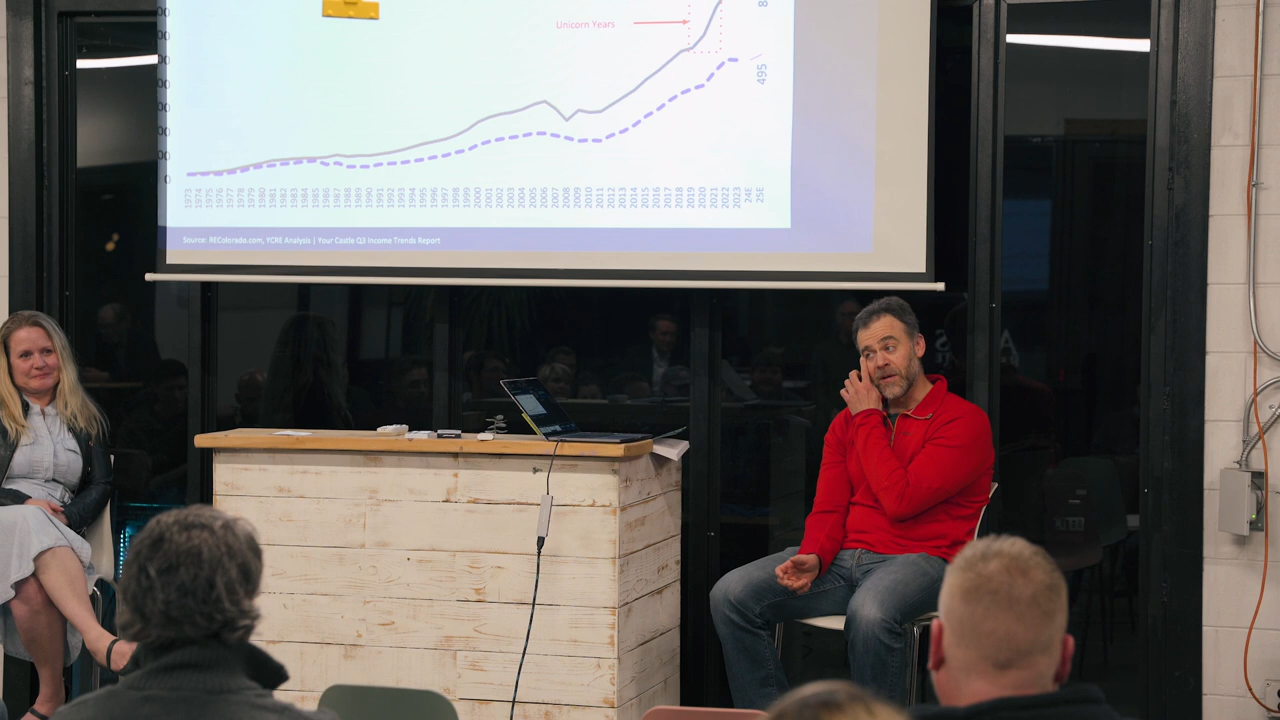 Unicorn Years
8
495
0
1973 1974 1975 1976 1977 1978 1979 1980 1981 1982 1983 1984 1985 1986 1987 1988 1989 1990 1991 1992 1993 1994 1995 1996 1997 1998 1999 2000 2001 2002 2003 2004 2005 2006 2007 2008 2009 2010 2011 2012 2013 2014 2015 2016 2017 2018 2019 2020 2021 2022 2023 24E 25E
Source: REColorado.com, YCRE Analysis | Your Castle Q3 Income Trends Report